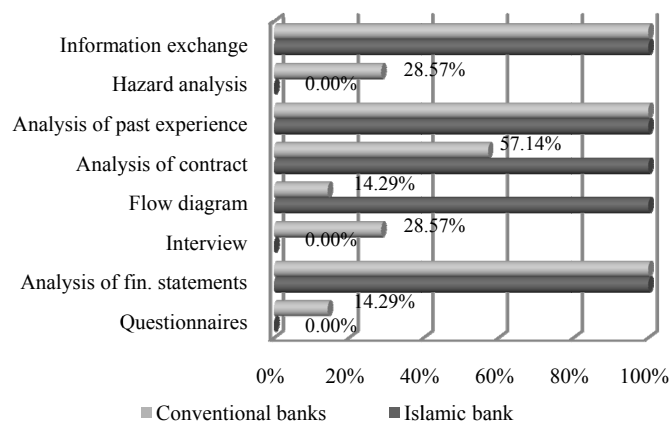 Information exchange
28.57%
Hazard analysis
0.00%
Analysis of past experience
57.14%
Analysis of contract
14.29%
Flow diagram
28.57%
Interview
0.00%
Analysis of fin. statements
14.29%
Questionnaires
0.00%
0% 20% 40% 60% 80% 100%
Conventional banks Islamic bank